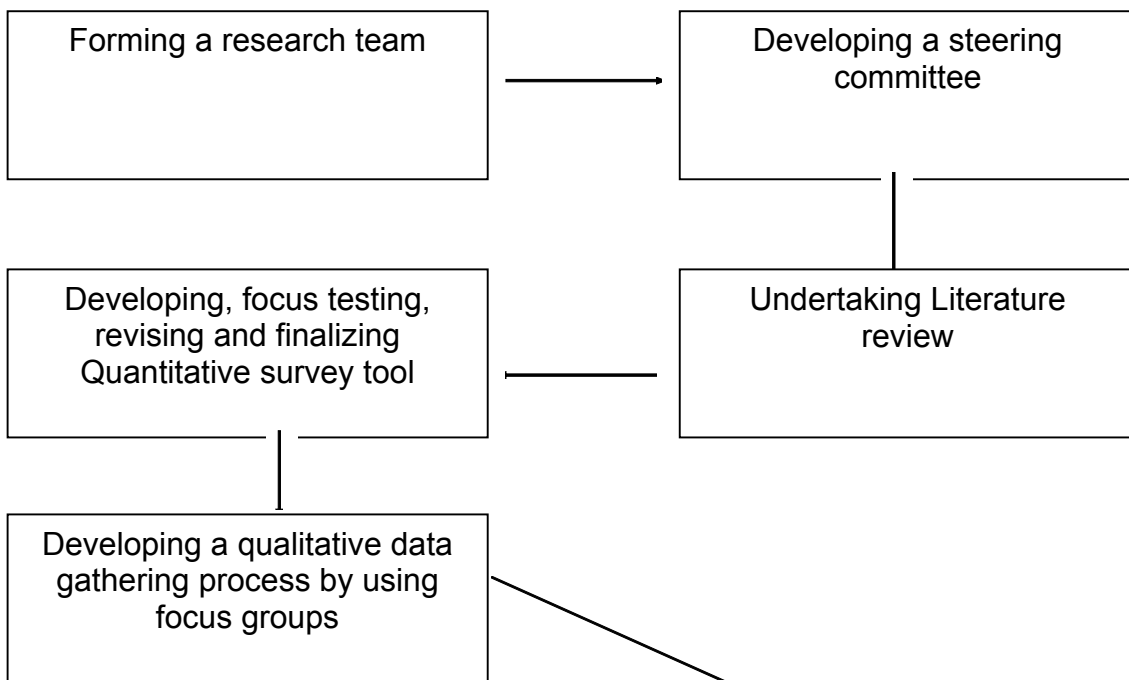 Forming a research team
Developing a steering
committee
Undertaking Literature
review
Developing, focus testing,
revising and finalizing
Quantitative survey tool
Developing a qualitative data
gathering process by using
focus groups